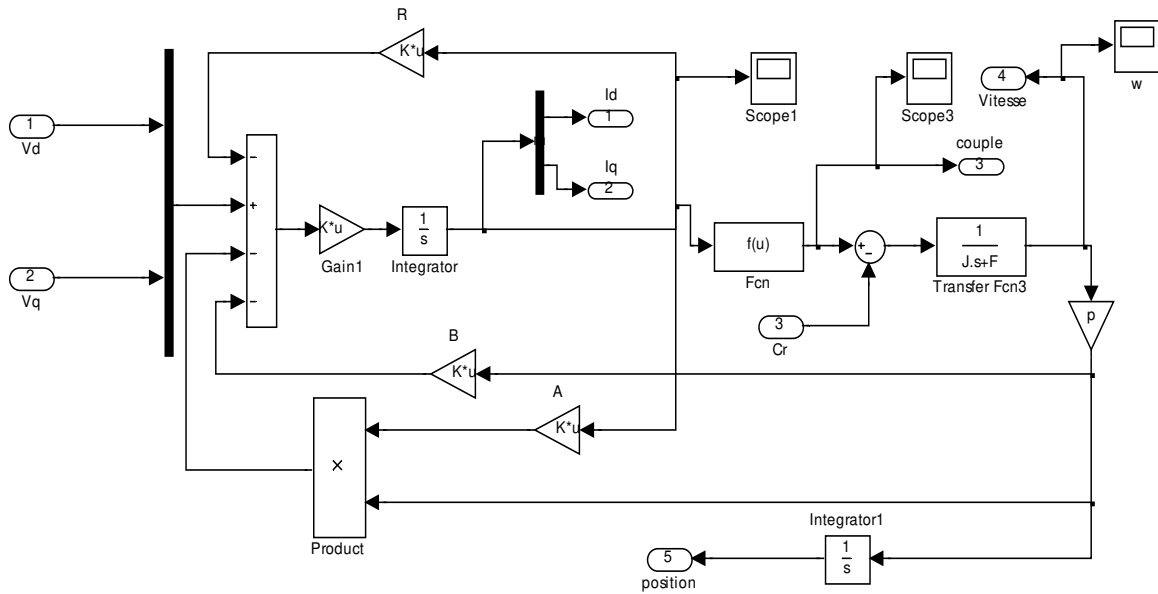 R
K*u
1
Vd
2
Vq
−
+
−
−
K*u
Gain1
1
s
Integrator
Id
1
Iq
2
Scope1
Scope3
4
Vitesse
w
couple
3
f(u)
Fcn
+
−
1
J.s+F
Transfer Fcn3
3
Cr
p
B
K*u
A
K*u
×
Product
Integrator1
1
s
5
position